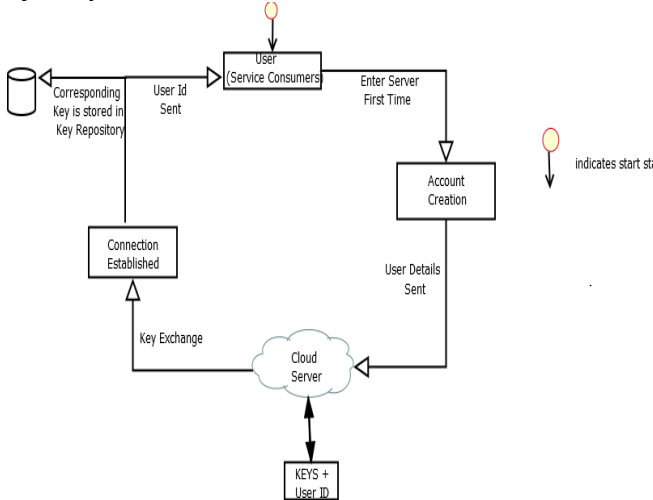 User
(Service Consumers)
Enter Server
First Time
Corresponding
Key is stored in
Key Repository
User Id
Sent
indicates start
Account
Creation
Connection
Established
User Details
Sent
Key Exchange
Cloud
Server
KEYS +
User ID